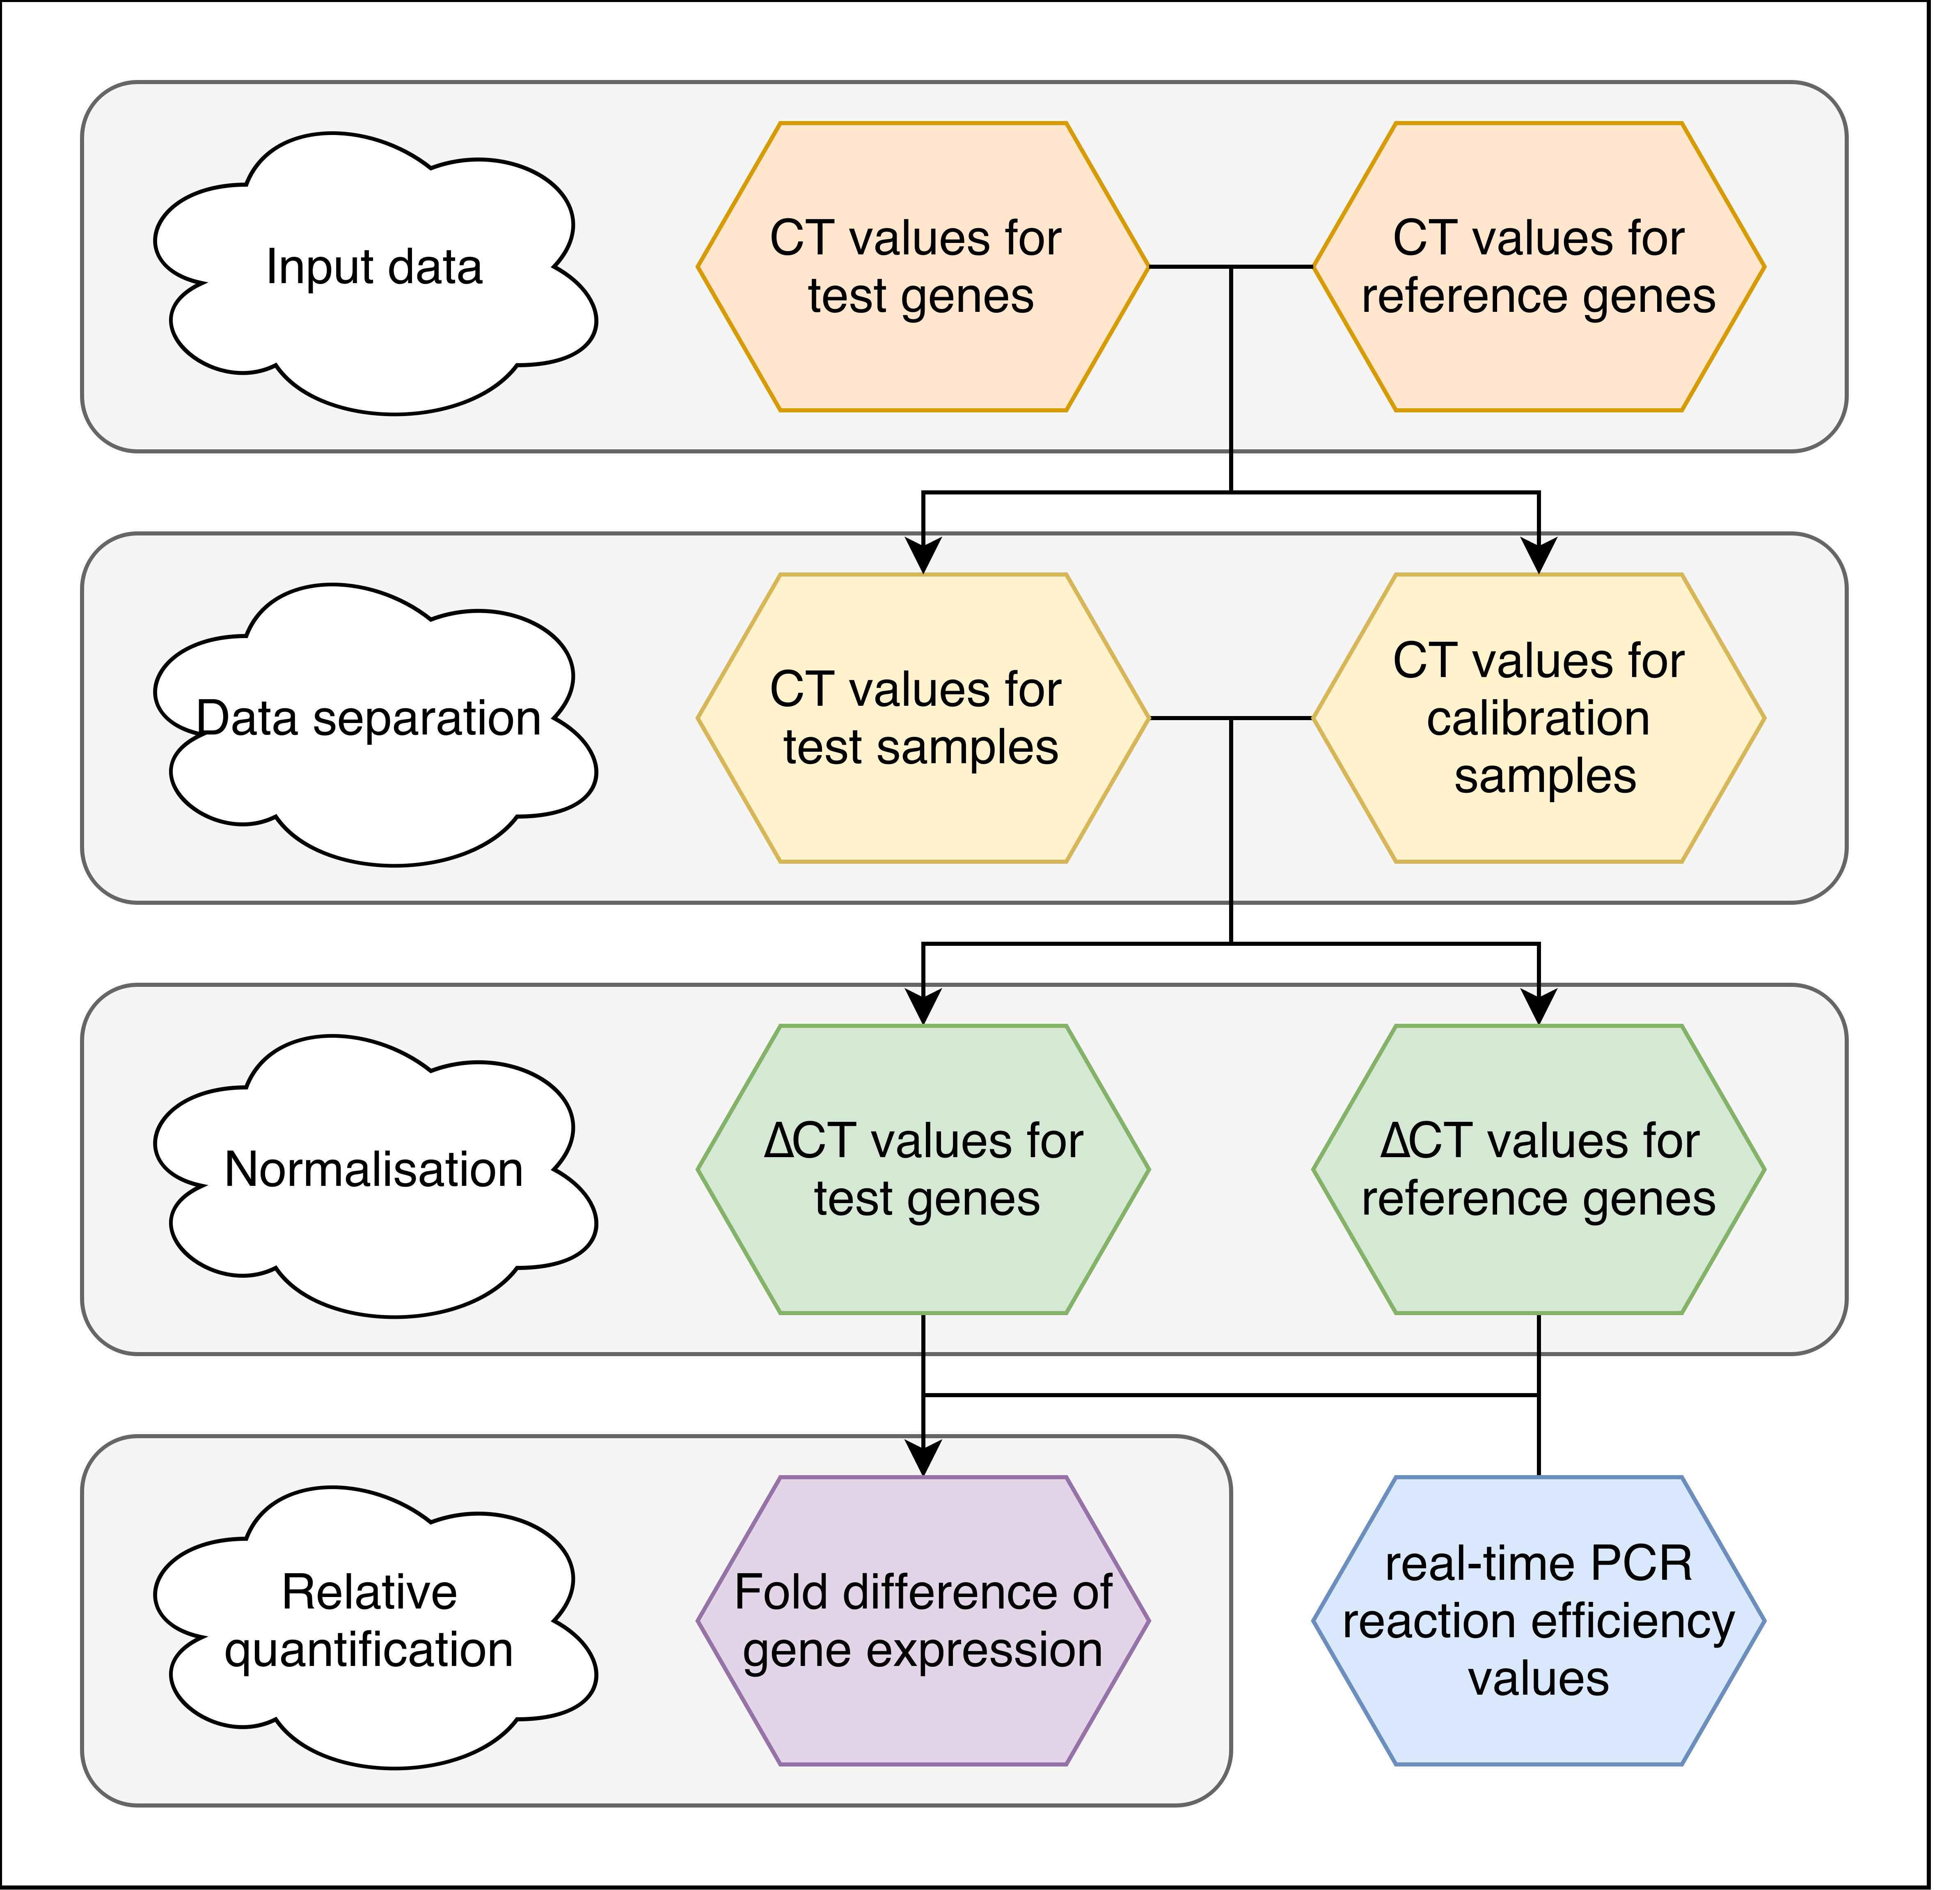 Input data
CT values for
test genes
CT values for
reference genes
Data separation
CT values for
test samples
CT values for
calibration
samples
Normalisation
ΔCT values for
test genes
ΔCT values for
reference genes
Relative
quantification
Fold difference of
gene expression
real-time PCR
reaction efficiency
values